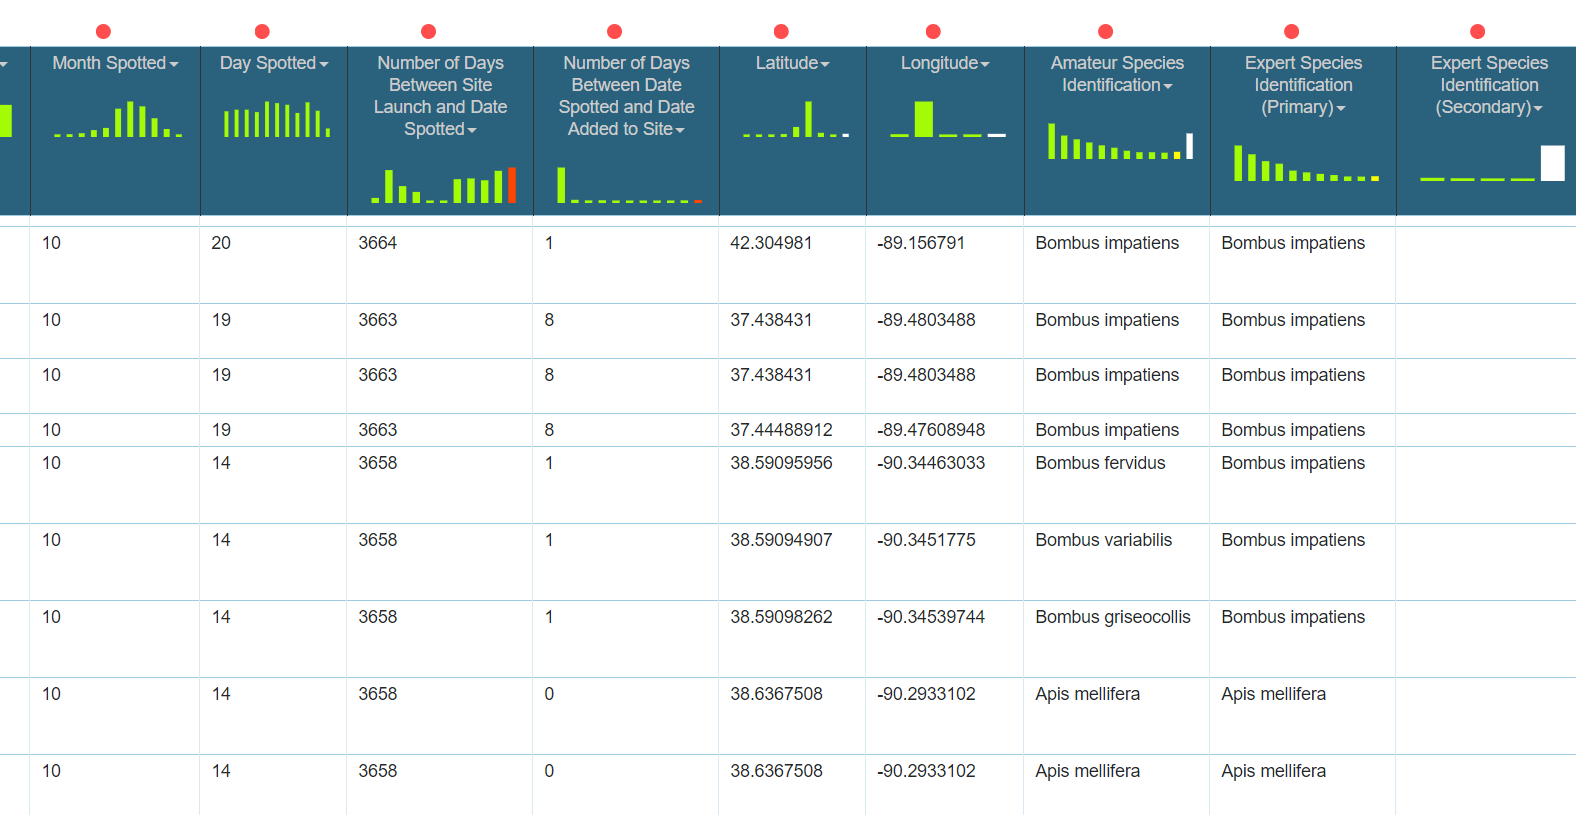 Month Spotted
Day Spotted
Number of Days
Between Site
Launch and Date
Spotted
Number of Days
Between Date
Spotted and Date
Added to Site
Latitude
Longitude
Amateur Species
Identification
Expert Species
Identification
(Primary)
Expert Species
Identification
(Secondary)
10 20 3664 1 42.304981 -89.156791 Bombus impatiens Bombus impatiens
10 19 3663 8 37.438431 -89.4803488 Bombus impatiens Bombus impatiens
10 19 3663 8 37.438431 -89.4803488 Bombus impatiens Bombus impatiens
10 19 3663 8 37.44488912 -89.47608948 Bombus impatiens Bombus impatiens
10 14 3658 1 38.59095956 -90.34463033 Bombus fervidus Bombus impatiens
10 14 3658 1 38.59094907 -90.3451775 Bombus variabilis Bombus impatiens
10 14 3658 1 38.59098262 -90.34539744 Bombus griseocollis Bombus impatiens
10 14 3658 0 38.6367508 -90.2933102 Apis mellifera Apis mellifera
10 14 3658 0 38.6367508 -90.2933102 Apis mellifera Apis mellifera